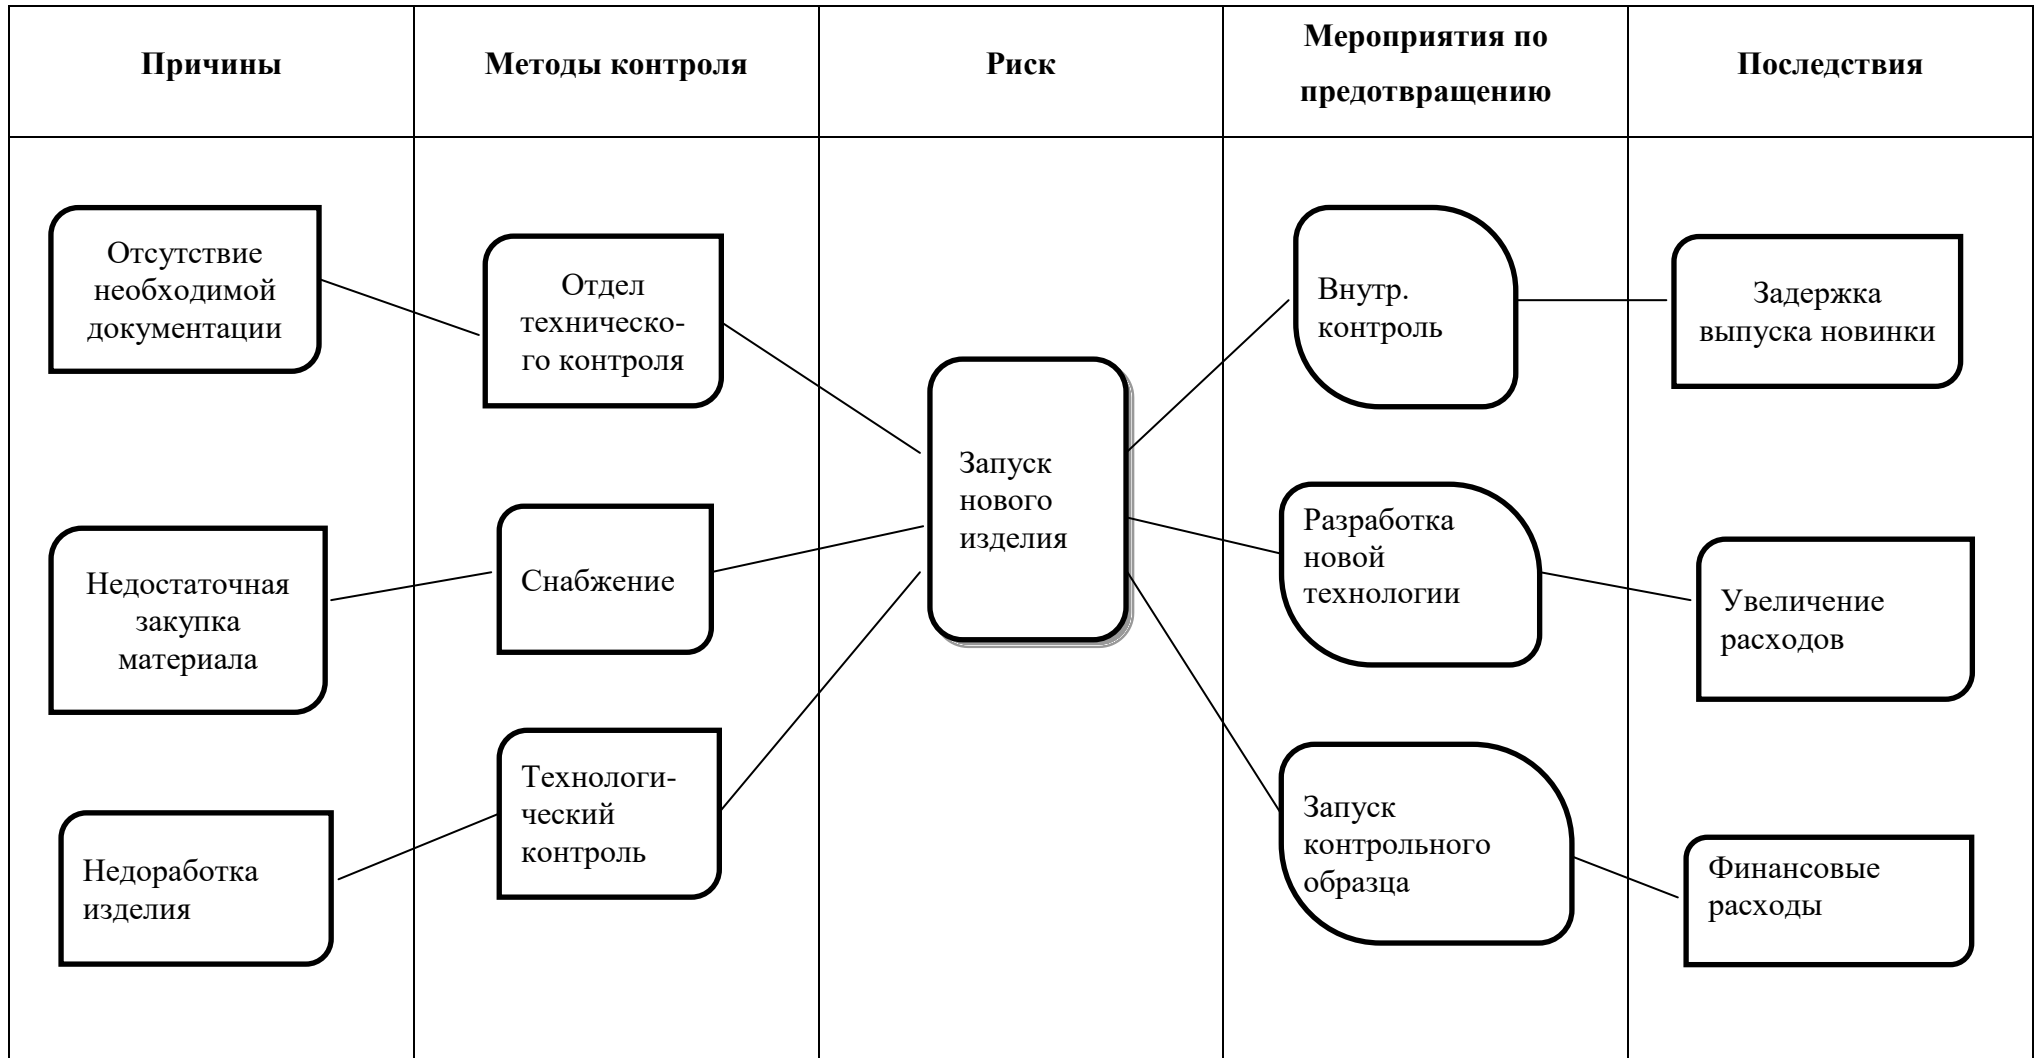 Причины
Методы контроля
Риск
Мероприятия по
предотвращению
Последствия
Отсутствие
необходимой
документации
Недостаточная
закупка
материала
Недоработка
изделия
Отдел
техническо-
го контроля
Снабжение
Технологи-
ческий
контроль
Запуск
нового
изделия
Внутр.
контроль
Разработка
новой
технологии
Запуск
контрольного
образца
Задержка
выпуска новинки
Увеличение
расходов
Финансовые
расходы